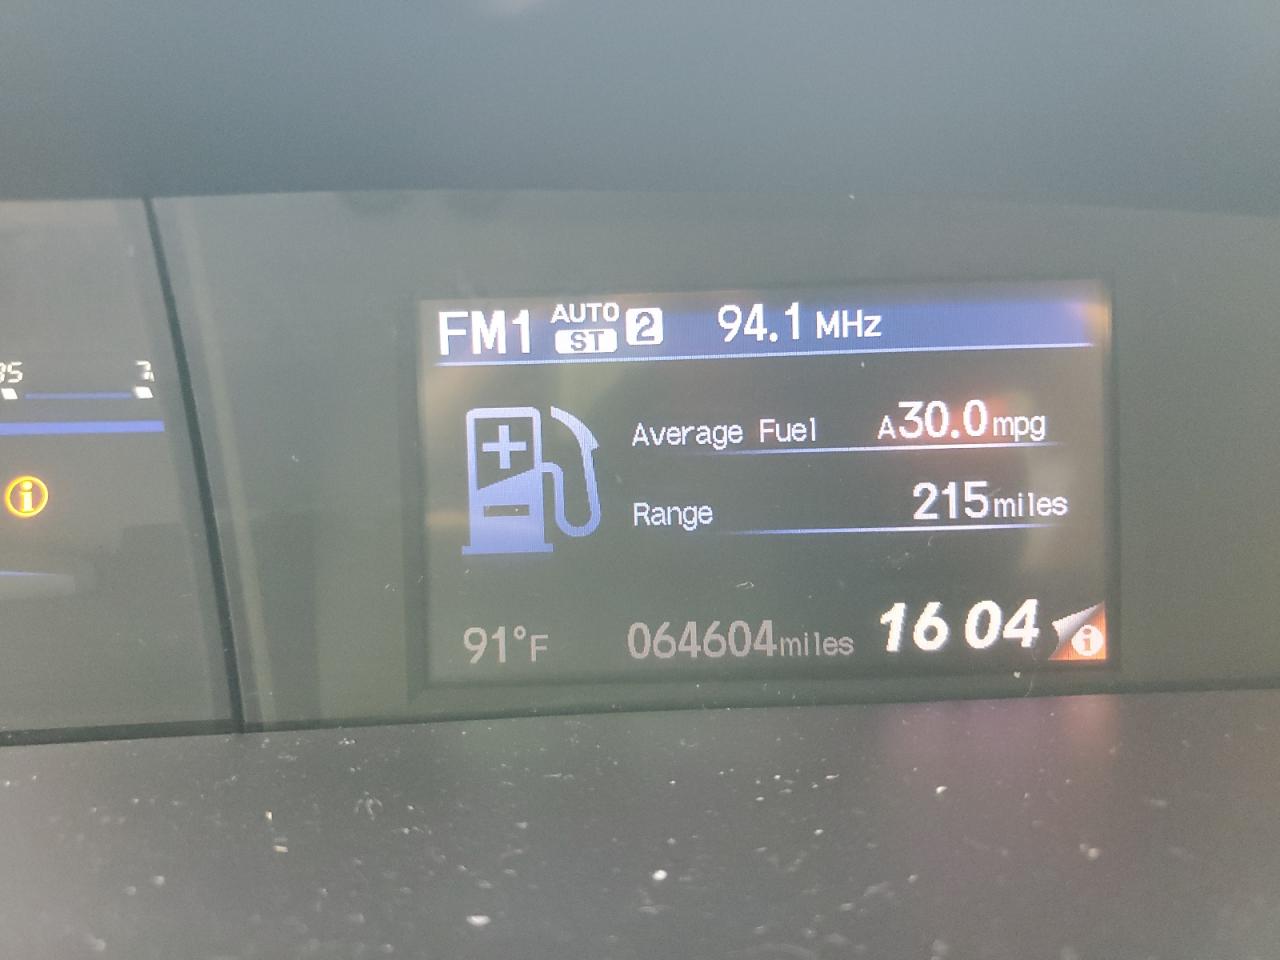 FM1 AUTO ST 2 94.1 MHz
Average Fuel A30.0mpg
Range 215miles
91°F 064604miles 16 04 i
i